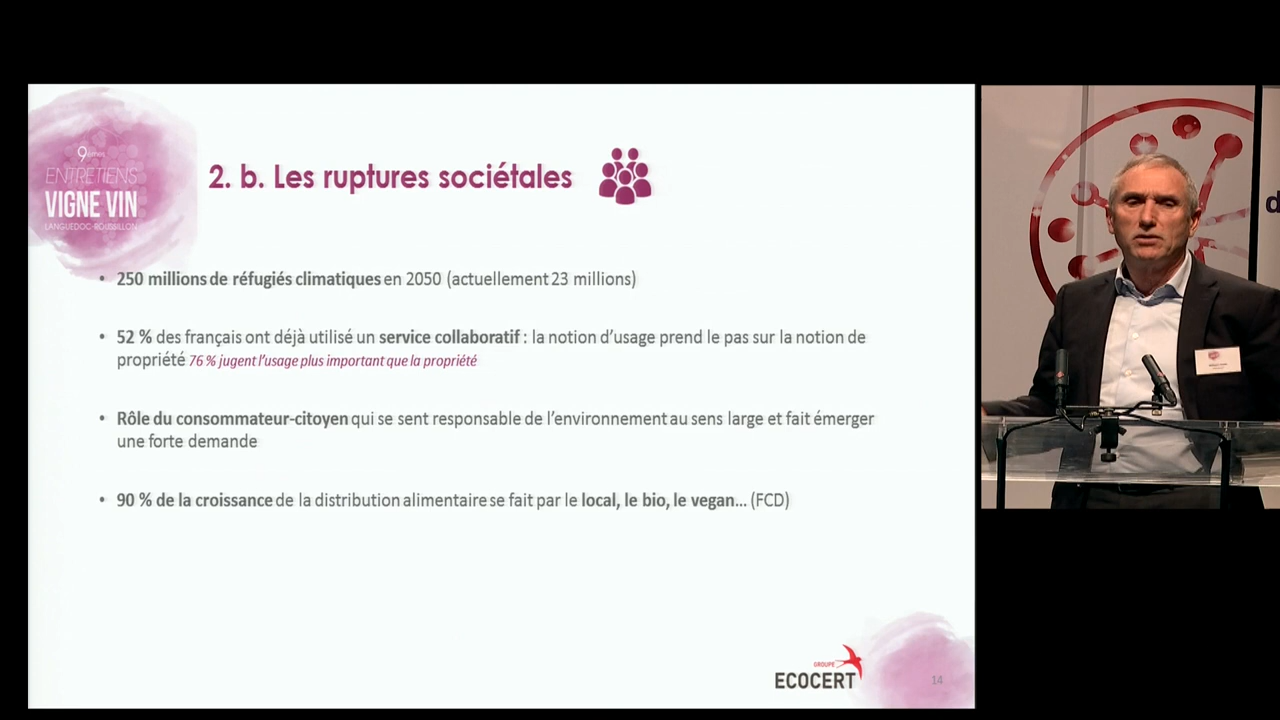 9èmes
ENTRETIENS
VIGNE VIN
LANGUEDOC-ROUSSILLON
2. b. Les ruptures sociétales
• 250 millions de réfugiés climatiques en 2050 (actuellement 23 millions)
• 52 % des français ont déjà utilisé un service collaboratif : la notion d’usage prend le pas sur la notion de
propriété 76 % jugent l’usage plus important que la propriété
• Rôle du consommateur-citoyen qui se sent responsable de l’environnement au sens large et fait émerger
une forte demande
• 90 % de la croissance de la distribution alimentaire se fait par le local, le bio, le vegan... (FCD)
GROUPE
ECOCERT
14
d